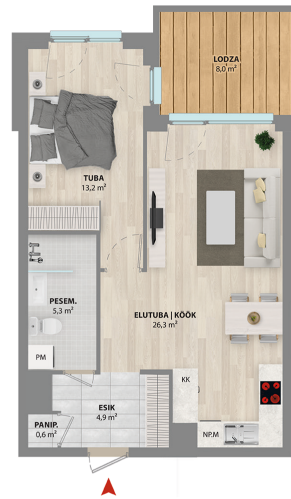 LODZA
8,0 m²
TUBA
13,2 m²
PESEM.
5,3 m²
ELUTUBA | KÖÖK
26,3 m²
PM
KK
ESIK
4,9 m²
PANIP.
0,6 m²
NP.M